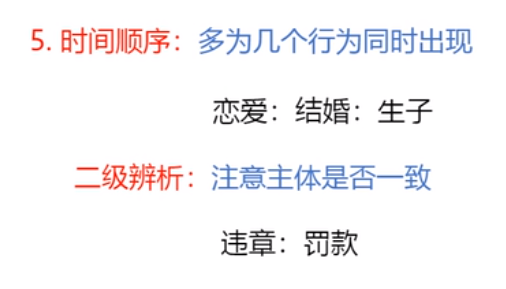 5. 时间顺序：多为几个行为同时出现
恋爱：结婚：生子
二级辨析：注意主体是否一致
违章：罚款